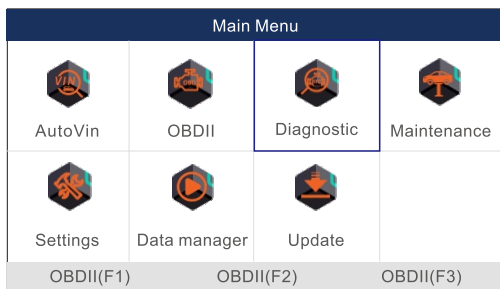 Main Menu
AutoVin OBDII Diagnostic Maintenance
Settings Data manager Update
OBDII(F1) OBDII(F2) OBDII(F3)